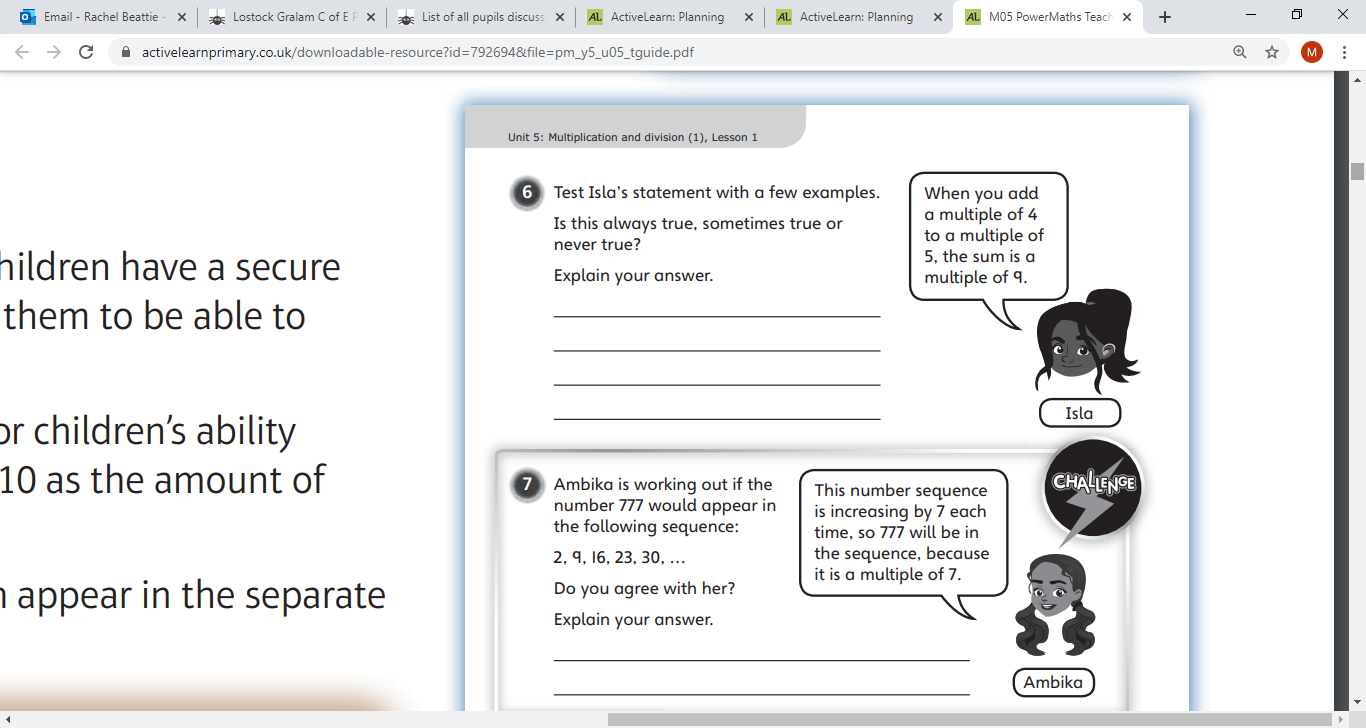 Email - Rachel Beattie -
Lostock Gralam C of E P
List of all pupils discuss
ActiveLearn: Planning
ActiveLearn: Planning
M05 PowerMaths Teach
activelearnprimary.co.uk/downloadable-resource?id=792694&file=pm_y5_u05_tguide.pdf
M
hildren have a secure
them to be able to
or children's ability
10 as the amount of
appear in the separate
Unit 5: Multiplication and division (1), Lesson 1
6
Test Isla's statement with a few examples.
Is this always true, sometimes true or
never true?
Explain your answer.
When you add
a multiple of 4
to a multiple of
5, the sum is a
multiple of 9.
Isla
CHALLENGE
7
Ambika is working out if the
number 777 would appear in
the following sequence:
2, 9, 16, 23, 30, …
Do you agree with her?
Explain your answer.
This number sequence
is increasing by 7 each
time, so 777 will be in
the sequence, because
it is a multiple of 7.
Ambika